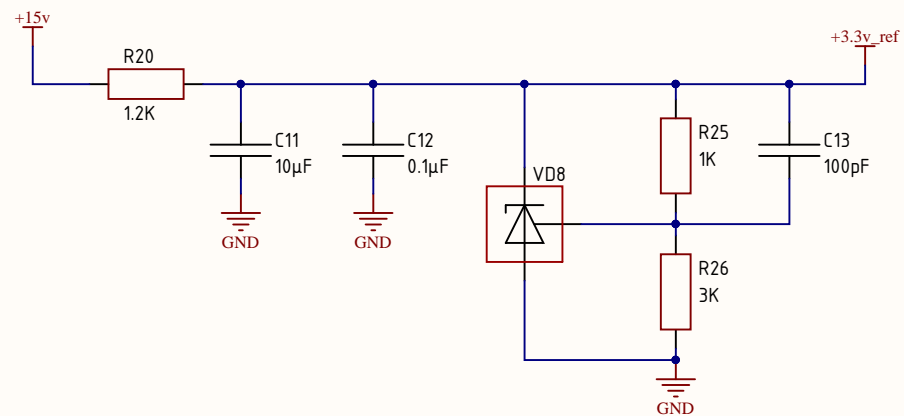 +15v
+3.3v_ref
R20
1.2K
C11
10µF
GND
C12
0.1µF
GND
VD8
R25
1K
C13
100pF
R26
3K
GND